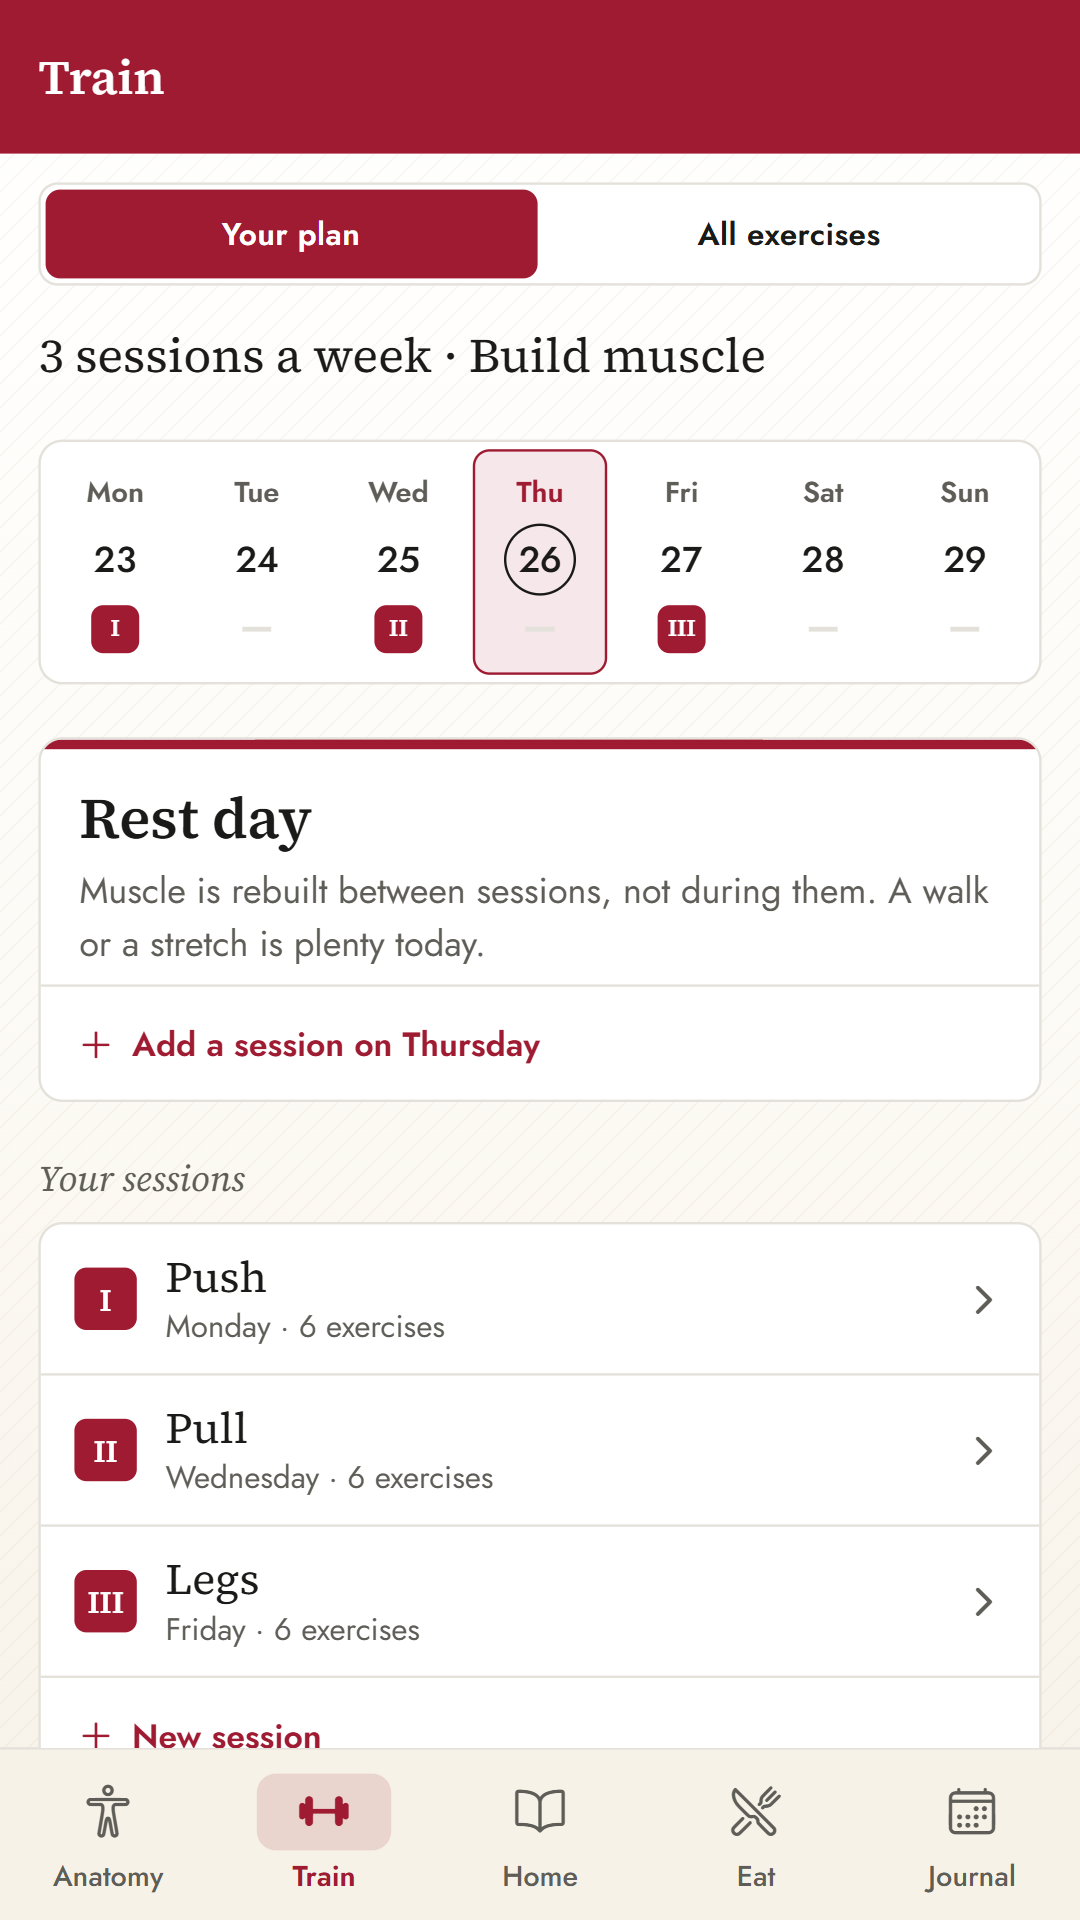 Train
Your plan
All exercises
3 sessions a week · Build muscle
Mon Tue Wed Thu Fri Sat Sun
23 24 25 26 27 28 29
I — II — III — —
Rest day
Muscle is rebuilt between sessions, not during them. A walk
or a stretch is plenty today.
+ Add a session on Thursday
Your sessions
I
Push
Monday · 6 exercises
II
Pull
Wednesday · 6 exercises
III
Legs
Friday · 6 exercises
+ New session
Anatomy Train Home Eat Journal